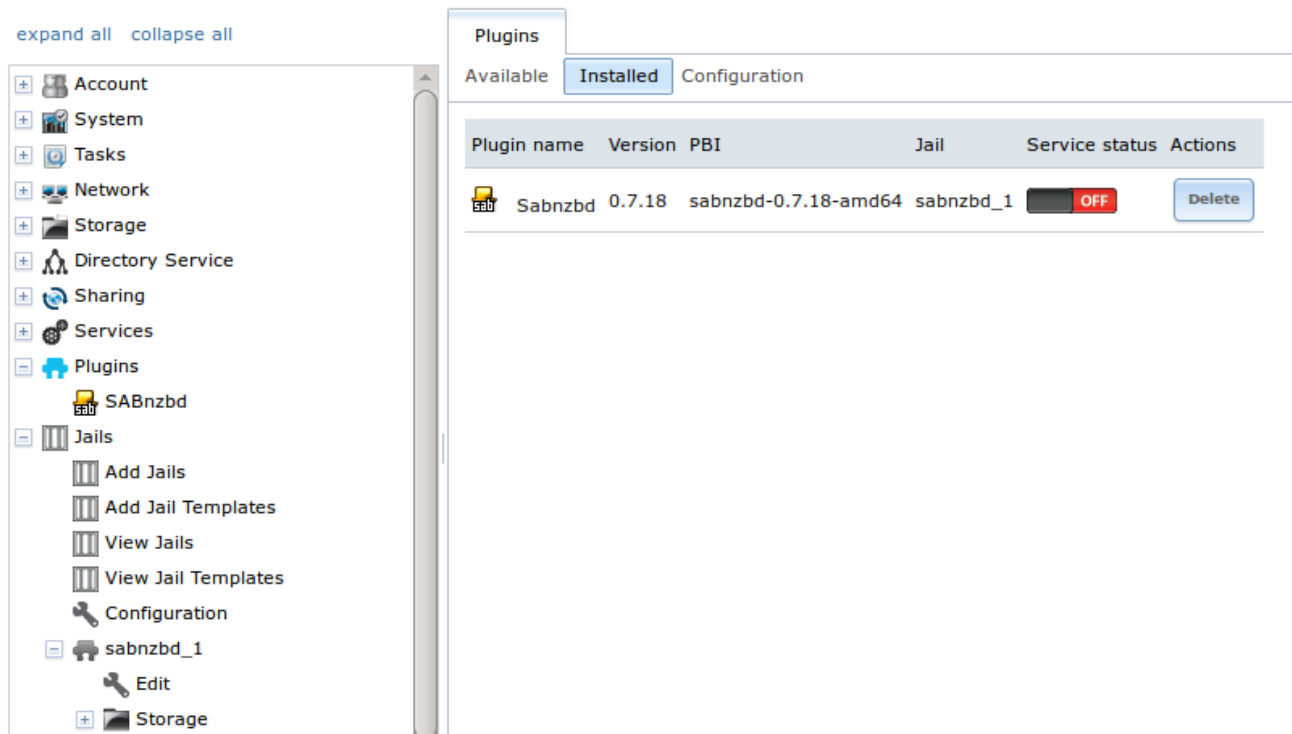 expand all collapse all
Account
System
Tasks
Network
Storage
Directory Service
Sharing
Services
Plugins
SABnzbd
Jails
Add Jails
Add Jail Templates
View Jails
View Jail Templates
Configuration
sabnzbd_1
Edit
Storage
Plugins
Available Installed Configuration
Plugin name Version PBI Jail Service status Actions
sab Sabnzbd 0.7.18 sabnzbd-0.7.18-amd64 sabnzbd_1 OFF Delete